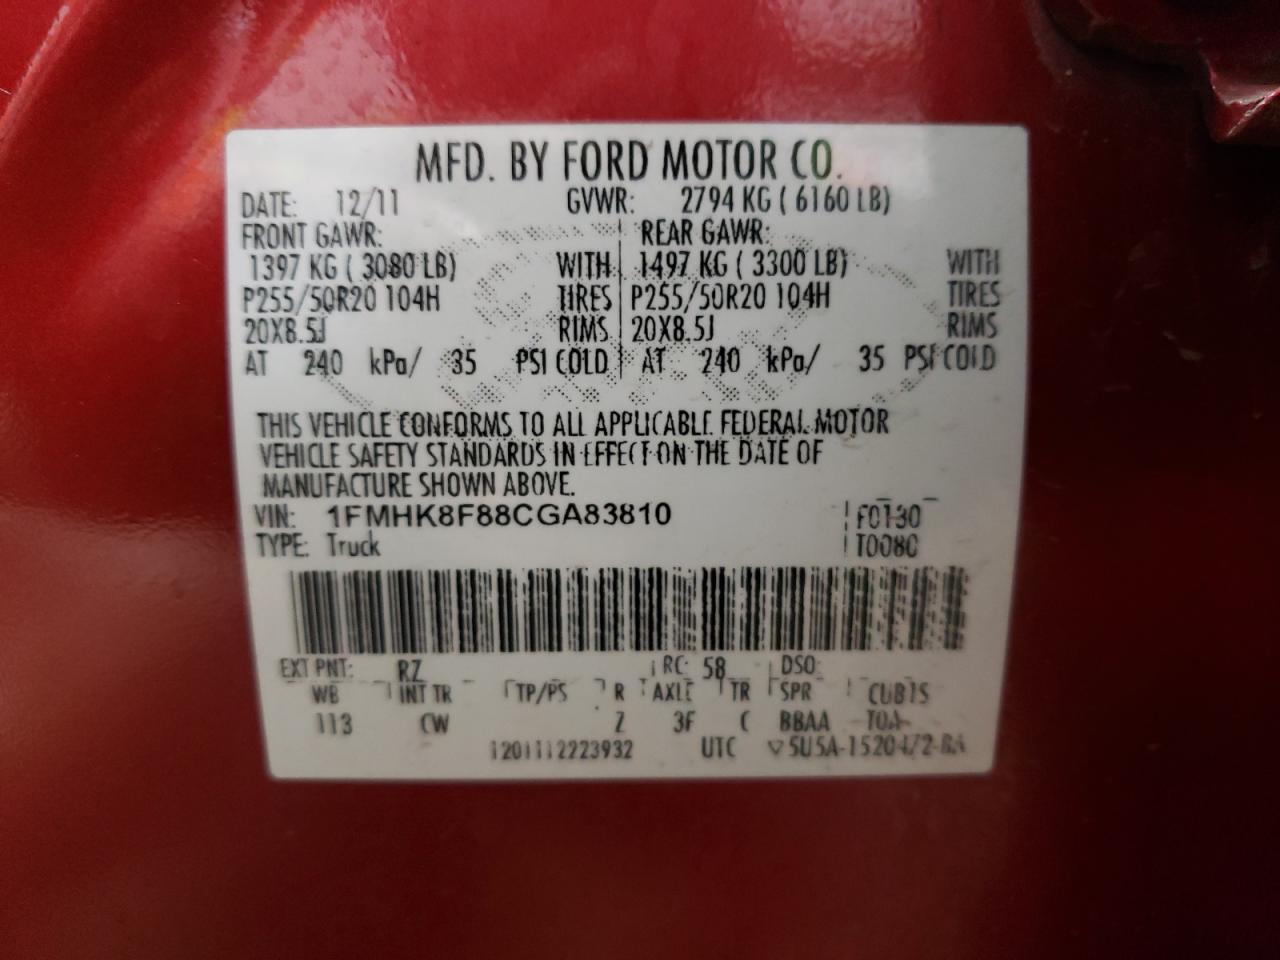 MFD. BY FORD MOTOR CO.
DATE: 12/11 GVWR: 2794 KG ( 6160 LB)
FRONT GAWR: REAR GAWR:
1397 KG ( 3080 LB) WITH 1497 KG ( 3300 LB) WITH
P255/50R20 104H TIRES P255/50R20 104H TIRES
20X8.5J RIMS 20X8.5J RIMS
AT 240 kPa/ 35 PSI COLD AT 240 kPa/ 35 PSI COLD
THIS VEHICLE CONFORMS TO ALL APPLICABLE FEDERAL MOTOR
VEHICLE SAFETY STANDARDS IN EFFECT ON THE DATE OF
MANUFACTURE SHOWN ABOVE.
VIN: 1FMHK8F88CGA83810 F0130
TYPE: Truck T0080
EXT PNT: RZ RC: 58 DSO:
WB INT TR TP/PS R AXLE TR SPR
113 CW Z 3F C BBAA
1201112223932 UTC